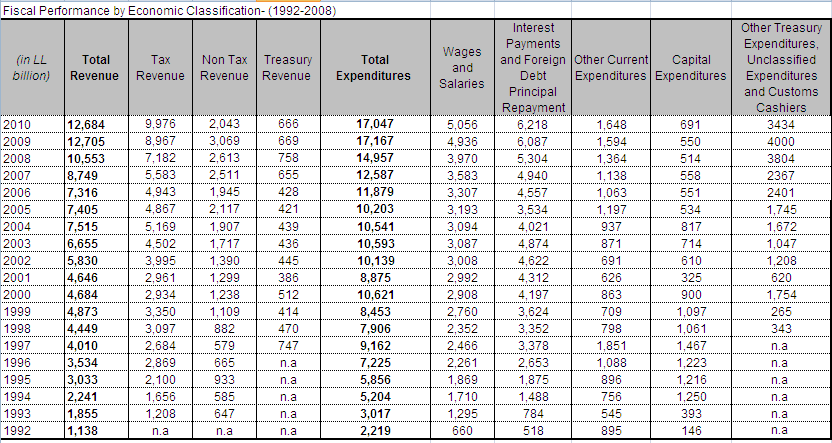 Fiscal Performance by Economic Classification- (1992-2008)
(in LL billion) Total Revenue Tax Revenue Non Tax Revenue Treasury Revenue Total Expenditures Wages and Salaries Interest Payments and Foreign Debt Principal Repayment Other Current Expenditures Capital Expenditures Other Treasury Expenditures, Unclassified Expenditures and Customs Cashiers
2010 12,684 9,976 2,043 666 17,047 5,056 6,218 1,648 691 3434
2009 12,705 8,967 3,069 669 17,167 4,936 6,087 1,594 550 4000
2008 10,553 7,182 2,613 758 14,957 3,970 5,304 1,364 514 3804
2007 8,749 5,583 2,511 655 12,587 3,583 4,940 1,138 558 2367
2006 7,316 4,943 1,945 428 11,879 3,307 4,557 1,063 551 2401
2005 7,405 4,867 2,117 421 10,203 3,193 3,534 1,197 534 1,745
2004 7,515 5,169 1,907 439 10,541 3,094 4,021 937 817 1,672
2003 6,655 4,502 1,717 436 10,593 3,087 4,874 871 714 1,047
2002 5,830 3,995 1,390 445 10,139 3,008 4,622 691 610 1,208
2001 4,646 2,961 1,299 386 8,875 2,992 4,312 626 325 620
2000 4,684 2,934 1,238 512 10,621 2,908 4,197 863 900 1,754
1999 4,873 3,350 1,109 414 8,453 2,760 3,624 709 1,097 265
1998 4,449 3,097 882 470 7,906 2,352 3,352 798 1,061 343
1997 4,010 2,684 579 747 9,162 2,466 3,378 1,851 1,467 n.a
1996 3,534 2,869 665 n.a 7,225 2,261 2,653 1,088 1,223 n.a
1995 3,033 2,100 933 n.a 5,856 1,869 1,875 896 1,216 n.a
1994 2,241 1,656 585 n.a 5,204 1,710 1,488 756 1,250 n.a
1993 1,855 1,208 647 n.a 3,017 1,295 784 545 393 n.a
1992 1,138 n.a n.a n.a 2,219 660 518 895 146 n.a